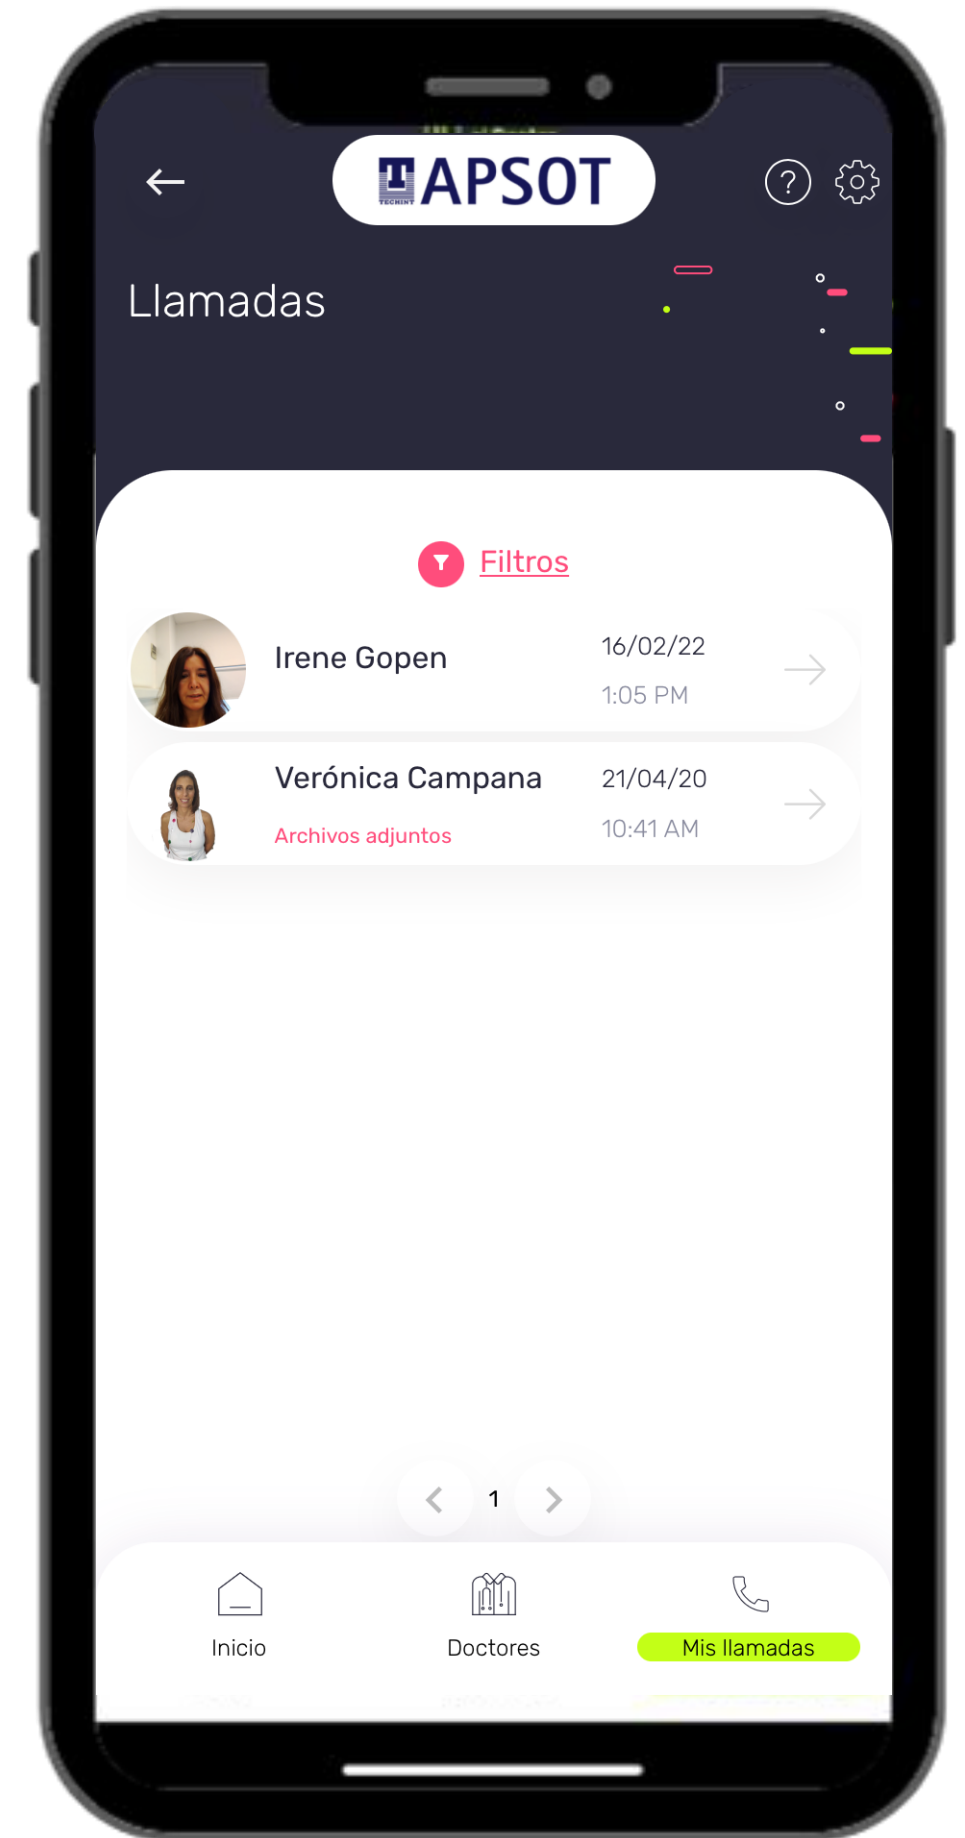 TECHINT
APSOT
?
Llamadas
Filtros
Irene Gopen
16/02/22
1:05 PM
Verónica Campana
21/04/20
Archivos adjuntos
10:41 AM
1
Inicio
Doctores
Mis llamadas